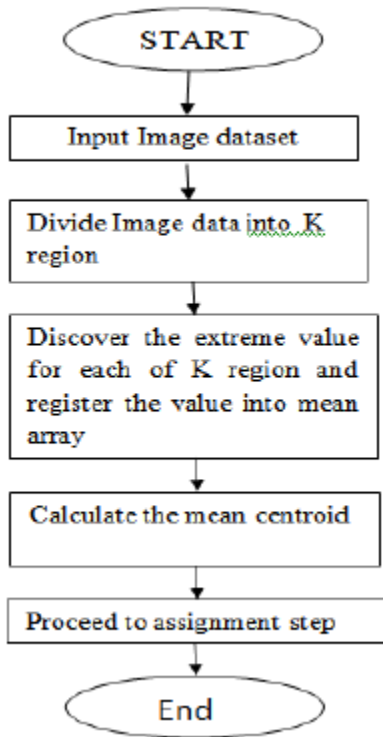 START
Input Image dataset
Divide Image data into K
region
Discover the extreme value
for each of K region and
register the value into mean
array
Calculate the mean centroid
Proceed to assignment step
End